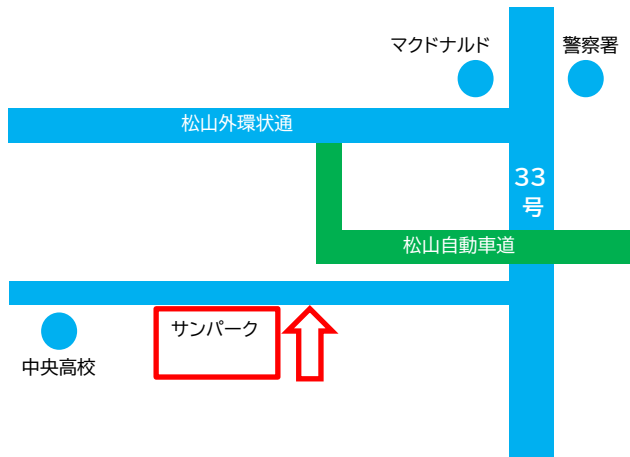 マクドナルド
警察署
松山外環状通
33
号
松山自動車道
サンパーク
中央高校